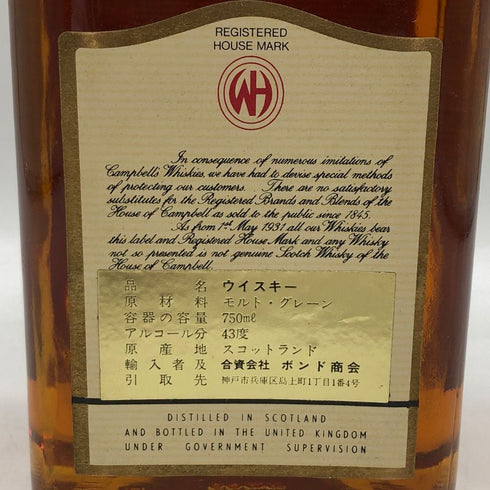 REGISTERED
HOUSE MARK
WH
In consequence of numerous imitations of
Campbell's Whiskies, we have had to devise special methods
of protecting our customers. There are no satisfactory
substitutes for the Registered Brands and Blends of the
House of Campbell as sold to the public since 1845.
As from 1st May 1931 all our Whiskies bear
this label and Registered House Mark and any Whisky
not so presented is not genuine Scotch Whisky of the
House of Campbell.
品名 ウイスキー
原材料 モルト・グレーン
容器の容量 750mℓ
アルコール分 43度
原産地 スコットランド
輸入者及 合資会社 ボンド商会
引取先 神戸市兵庫区島上町1丁目1番4号
DISTILLED IN SCOTLAND
AND BOTTLED IN THE UNITED KINGDOM
UNDER GOVERNMENT SUPERVISION